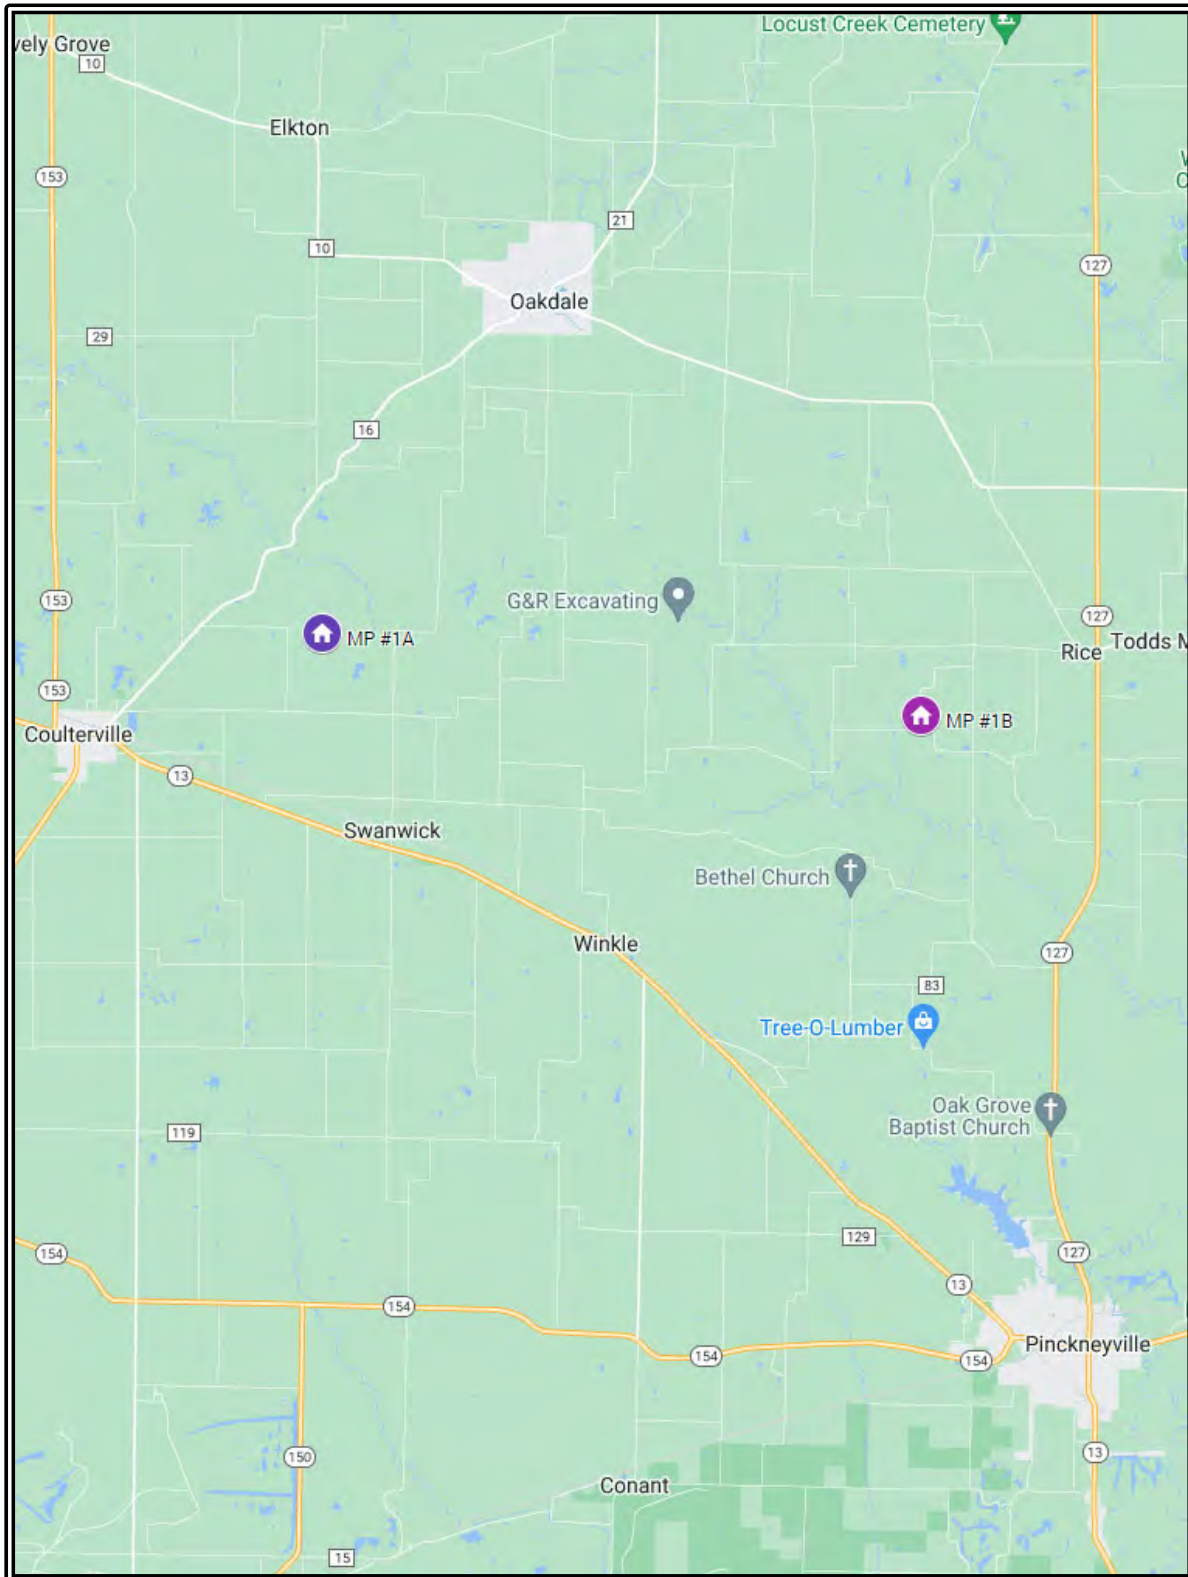 Locust Creek Cemetery
vely Grove
10
Elkton
153
21
10
127
Oakdale
29
16
G&R Excavating
153
127
MP #1A
Rice
Todds M
153
MP #1B
Coulterville
13
Swanwick
Bethel Church
Winkle
127
83
Tree-O-Lumber
Oak Grove
Baptist Church
119
129
154
127
13
154
Pinckneyville
154
154
13
150
Conant
15